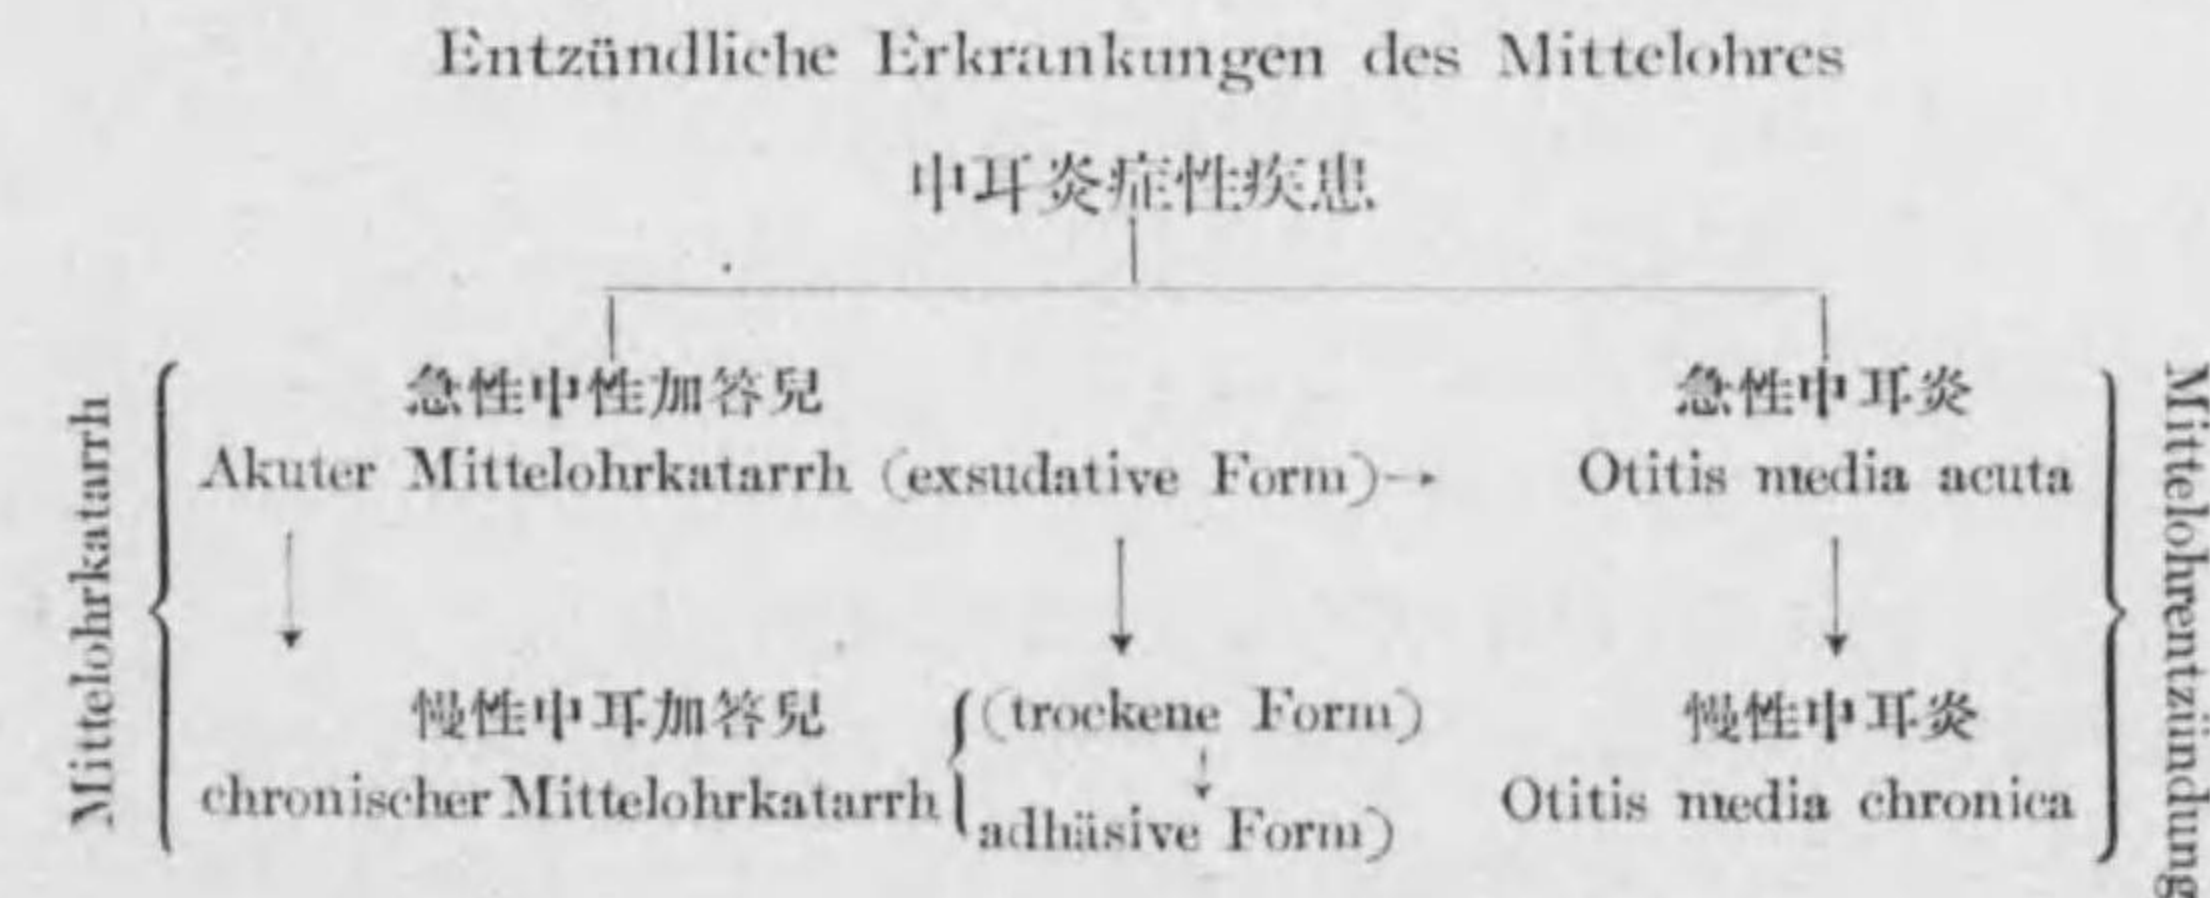 Entzündliche Erkrankungen des Mittelohres
中耳炎症性疾患
Mittelohrkatarrh
急性中性加答兒
Akuter Mittelohrkatarrh (exsudative Form)→
慢性中耳加答兒
chronischer Mittelohrkatarrh
(trockene Form)
adhäsive Form)
急性中耳炎
Otitis media acuta
慢性中耳炎
Otitis media chronica
Mittelohrentzündung